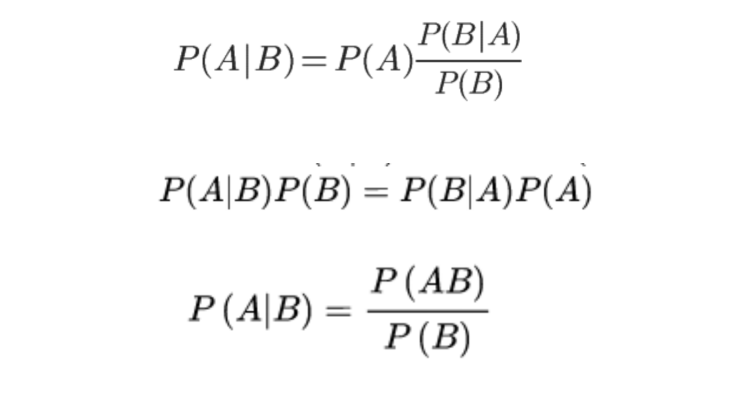 P(A|B) = P(A) P(B|A) / P(B)
P(A|B)P(B) = P(B|A)P(A)
P(A|B) = P(AB) / P(B)